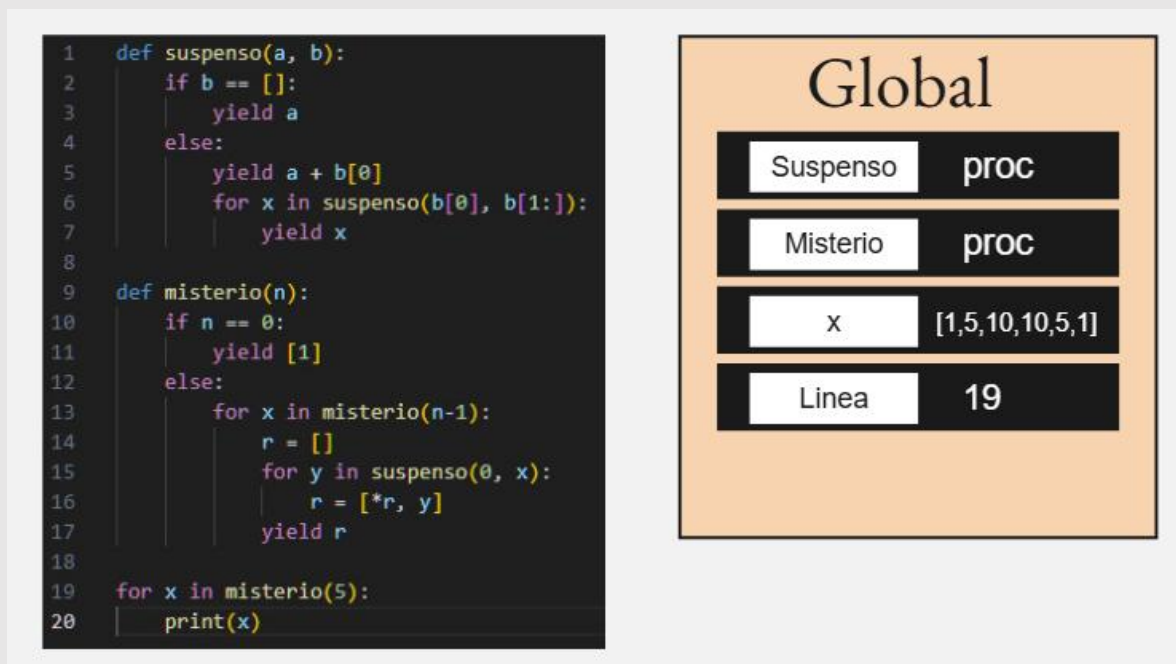 1 def suspenso(a, b):
2 if b == []:
3 yield a
4 else:
5 yield a + b[0]
6 for x in suspenso(b[0], b[1:]):
7 yield x
8
9 def misterio(n):
10 if n == 0:
11 yield [1]
12 else:
13 for x in misterio(n-1):
14 r = []
15 for y in suspenso(0, x):
16 r = [*r, y]
17 yield r
18
19 for x in misterio(5):
20 print(x)
Global
Suspenso proc
Misterio proc
x [1,5,10,10,5,1]
Linea 19